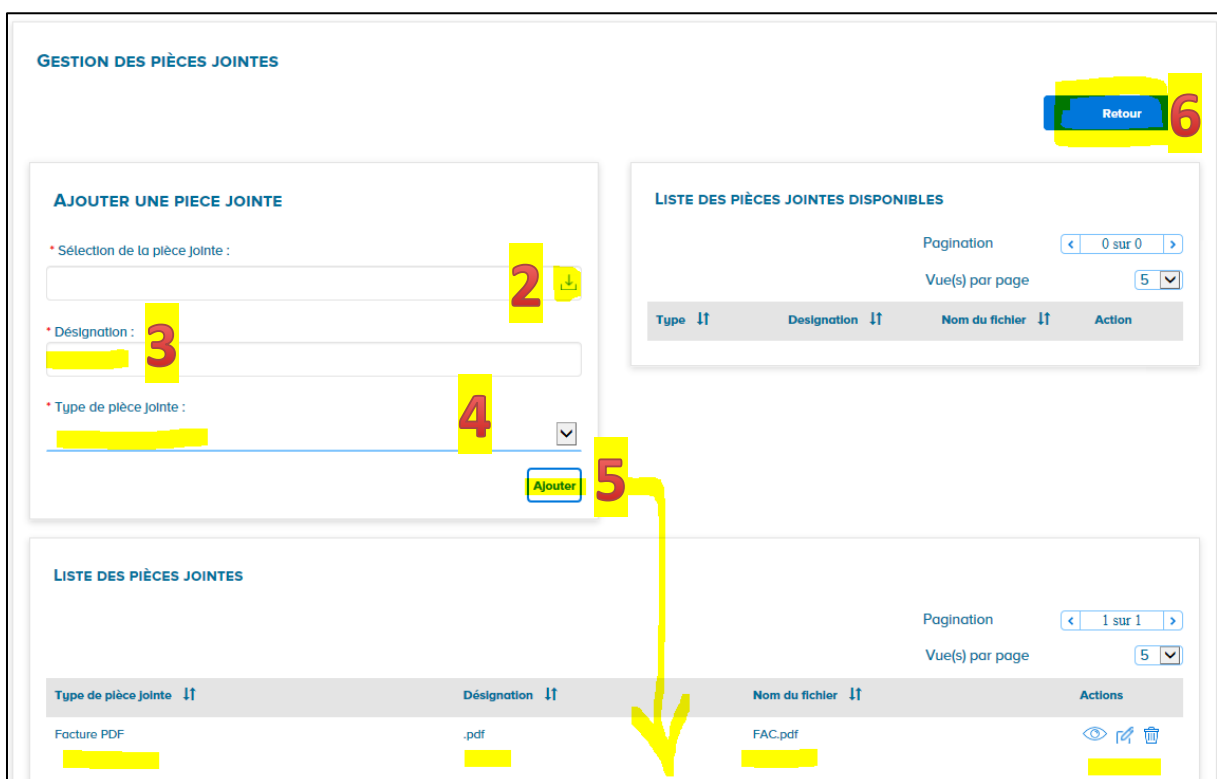 GESTION DES PIÈCES JOINTES
Retour 6
AJOUTER UNE PIECE JOINTE
* Sélection de la pièce jointe :
2
* Désignation :
3
* Type de pièce jointe :
4
Ajouter 5
LISTE DES PIÈCES JOINTES DISPONIBLES
Pagination < 0 sur 0 >
Vue(s) par page 5
Type Designation Nom du fichier Action
LISTE DES PIÈCES JOINTES
Pagination < 1 sur 1 >
Vue(s) par page 5
Type de pièce jointe Désignation Nom du fichier Actions
Facture PDF .pdf FAC.pdf